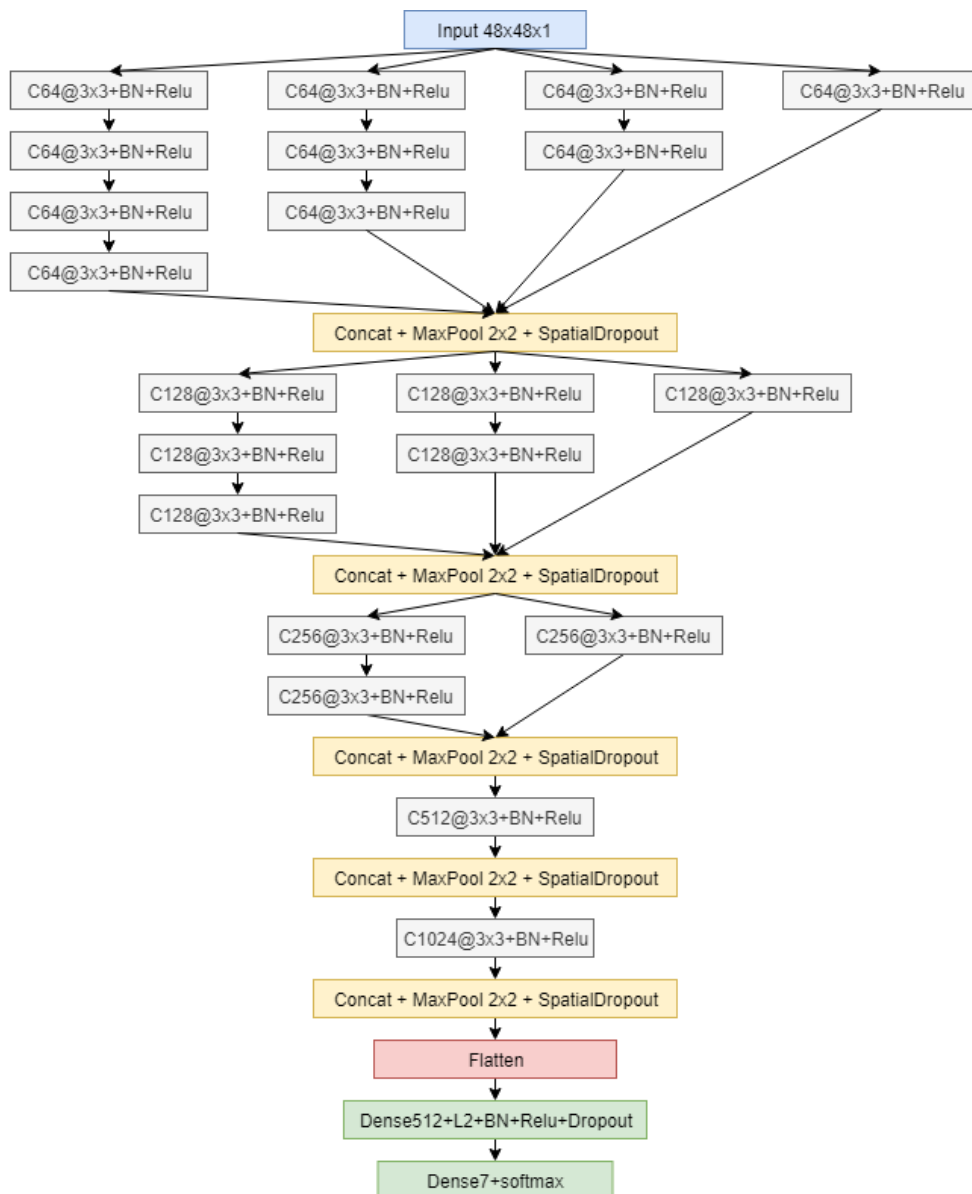 Input 48x48x1
C64@3x3+BN+Relu
C64@3x3+BN+Relu
C64@3x3+BN+Relu
C64@3x3+BN+Relu
C64@3x3+BN+Relu
C64@3x3+BN+Relu
C64@3x3+BN+Relu
C64@3x3+BN+Relu
C64@3x3+BN+Relu
C64@3x3+BN+Relu
Concat + MaxPool 2x2 + SpatialDropout
C128@3x3+BN+Relu
C128@3x3+BN+Relu
C128@3x3+BN+Relu
C128@3x3+BN+Relu
C128@3x3+BN+Relu
C128@3x3+BN+Relu
Concat + MaxPool 2x2 + SpatialDropout
C256@3x3+BN+Relu
C256@3x3+BN+Relu
C256@3x3+BN+Relu
Concat + MaxPool 2x2 + SpatialDropout
C512@3x3+BN+Relu
Concat + MaxPool 2x2 + SpatialDropout
C1024@3x3+BN+Relu
Concat + MaxPool 2x2 + SpatialDropout
Flatten
Dense512+L2+BN+Relu+Dropout
Dense7+softmax